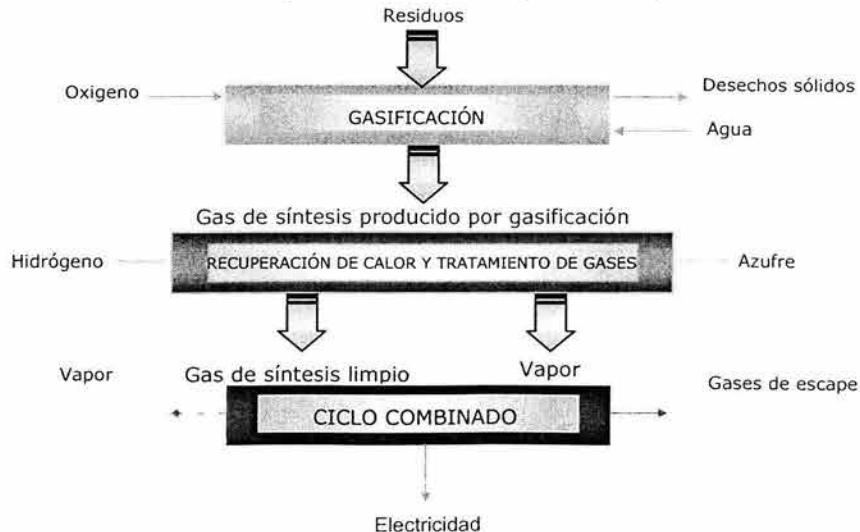 Residuos
Oxigeno
Desechos sólidos
GASIFICACIÓN
Agua
Gas de síntesis producido por gasificación
Hidrógeno
RECUPERACIÓN DE CALOR Y TRATAMIENTO DE GASES
Azufre
Vapor
Gas de síntesis limpio
Vapor
Gases de escape
CICLO COMBINADO
Electricidad